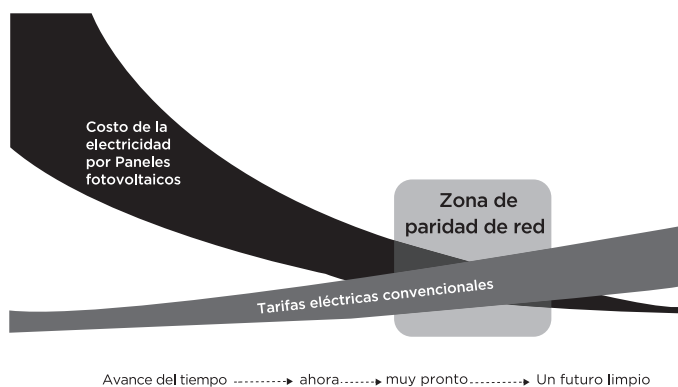 Costo de la
electricidad
por Paneles
fotovoltaicos
Zona de
paridad de red
Tarifas eléctricas convencionales
Avance del tiempo ahora muy pronto Un futuro limpio